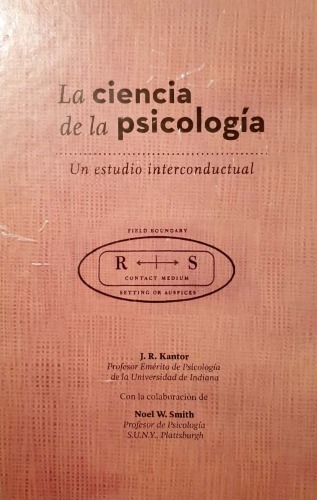 La ciencia
de la psicología
Un estudio interconductual
FIELD BOUNDARY
R S
CONTACT MEDIUM
SETTING OR AUSPICES
J. R. Kantor
Profesor Emérito de Psicología
de la Universidad de Indiana
Con la colaboración de
Noel W. Smith
Profesor de Psicología
S.U.N.Y., Plattsburgh